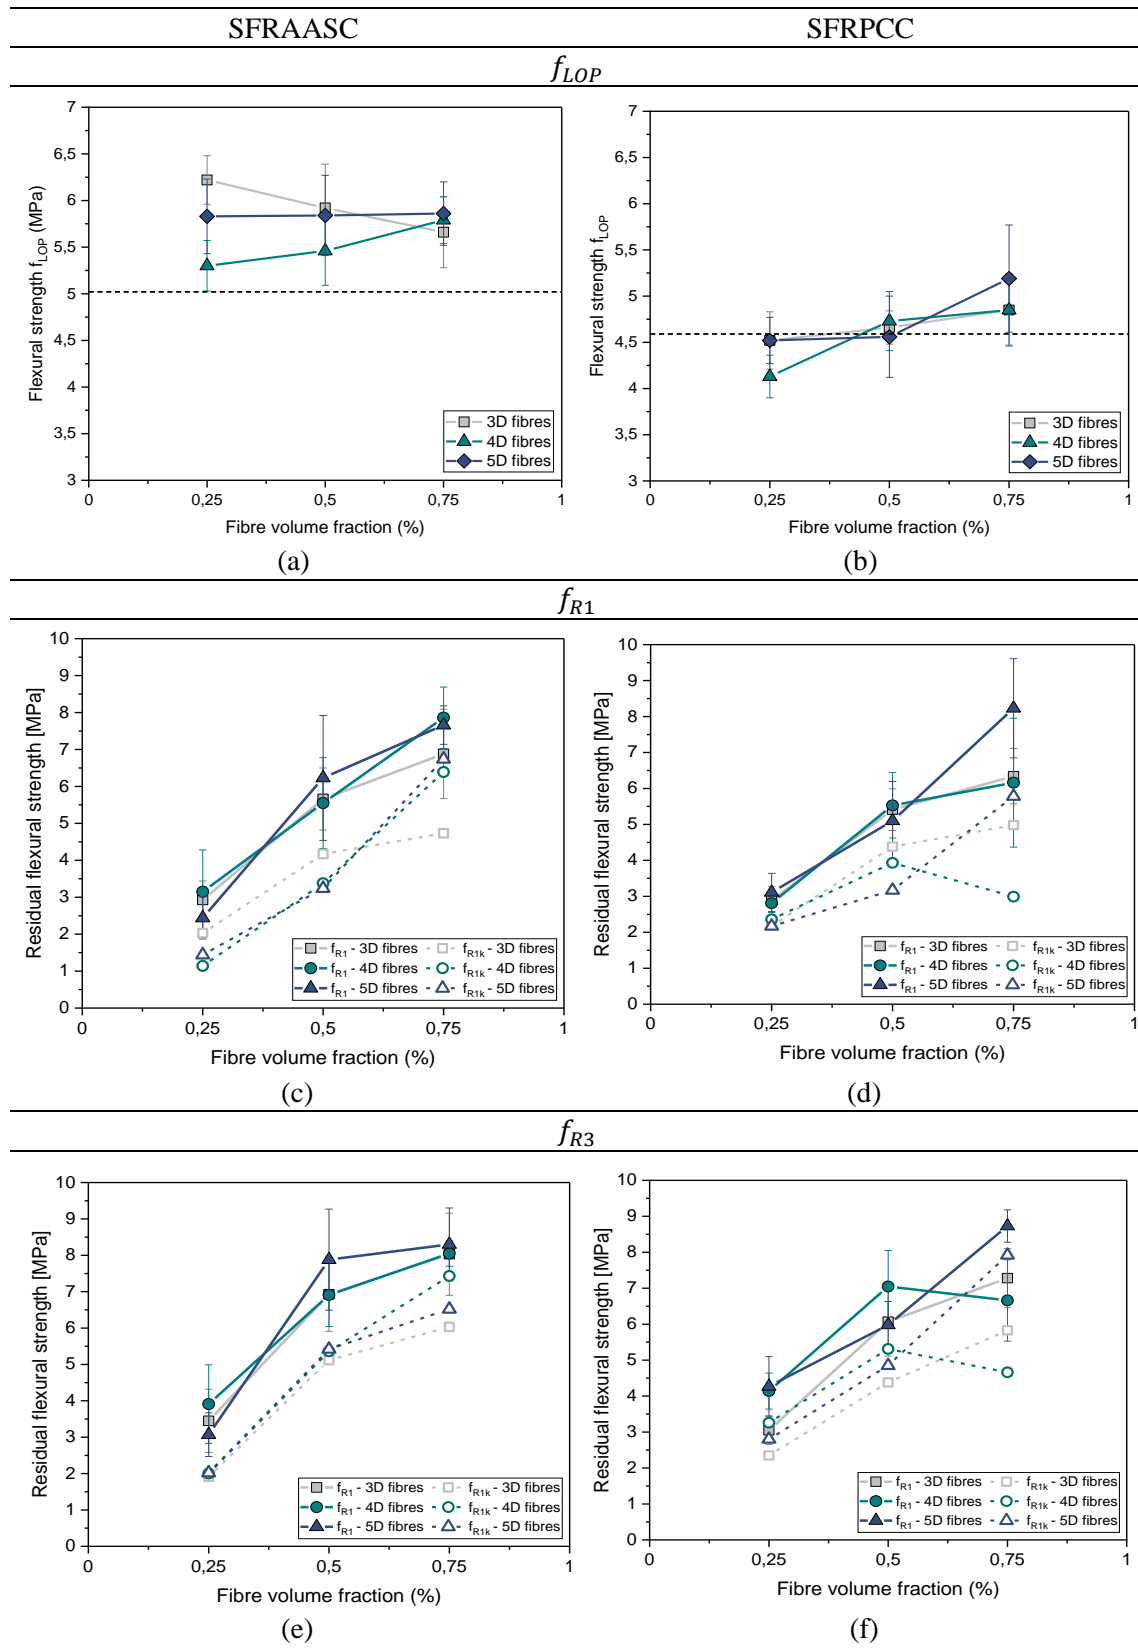 SFRAASC SFRPCC
f_LOP
7
6,5
6
5,5
5
4,5
4
3,5
3
0 0,25 0,5 0,75 1
Flexural strength f_LOP (MPa)
Fibre volume fraction (%)
3D fibres
4D fibres
5D fibres
(a)
7
6,5
6
5,5
5
4,5
4
3,5
3
0 0,25 0,5 0,75 1
Flexural strength f_LOP
Fibre volume fraction (%)
3D fibres
4D fibres
5D fibres
(b)
f_R1
10
9
8
7
6
5
4
3
2
1
0
0 0,25 0,5 0,75 1
Residual flexural strength [MPa]
Fibre volume fraction (%)
f_R1 - 3D fibres f_R1k - 3D fibres
f_R1 - 4D fibres f_R1k - 4D fibres
f_R1 - 5D fibres f_R1k - 5D fibres
(c)
10
9
8
7
6
5
4
3
2
1
0
0 0,25 0,5 0,75 1
Residual flexural strength [MPa]
Fibre volume fraction (%)
f_R1 - 3D fibres f_R1k - 3D fibres
f_R1 - 4D fibres f_R1k - 4D fibres
f_R1 - 5D fibres f_R1k - 5D fibres
(d)
f_R3
10
9
8
7
6
5
4
3
2
1
0
0 0,25 0,5 0,75 1
Residual flexural strength [MPa]
Fibre volume fraction (%)
f_R1 - 3D fibres f_R1k - 3D fibres
f_R1 - 4D fibres f_R1k - 4D fibres
f_R1 - 5D fibres f_R1k - 5D fibres
(e)
10
9
8
7
6
5
4
3
2
1
0
0 0,25 0,5 0,75 1
Residual flexural strength [MPa]
Fibre volume fraction (%)
f_R1 - 3D fibres f_R1k - 3D fibres
f_R1 - 4D fibres f_R1k - 4D fibres
f_R1 - 5D fibres f_R1k - 5D fibres
(f)